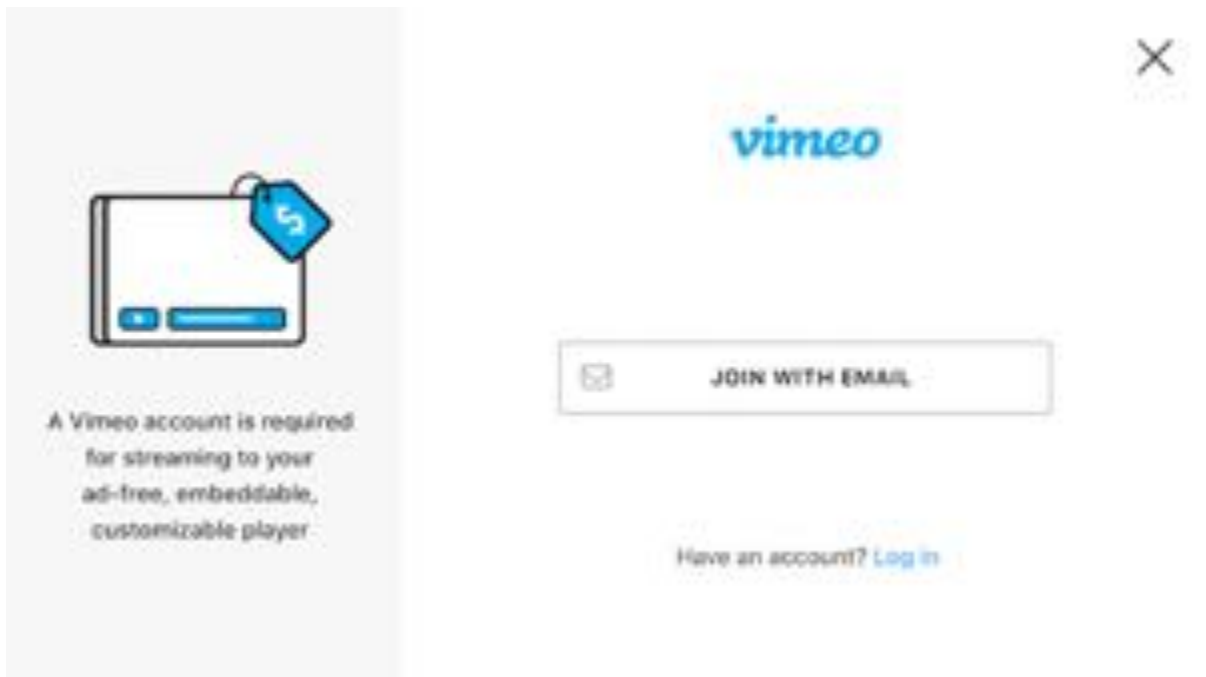 A Vimeo account is required
for streaming to your
ad-free, embeddable,
customizable player
vimeo
JOIN WITH EMAIL
Have an account? Log in